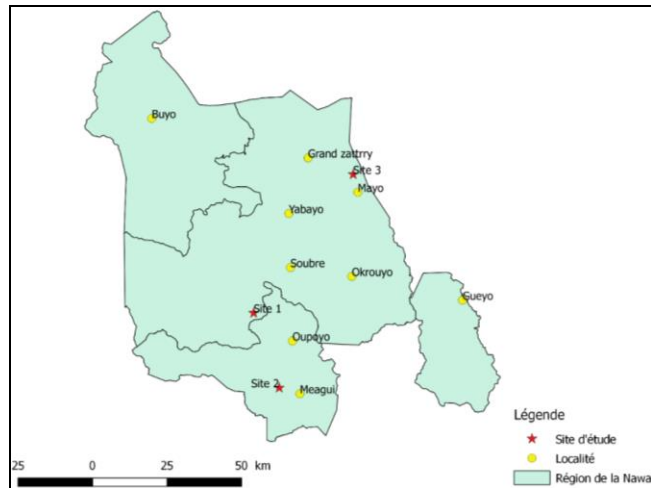 Buyo
Grand zattrry
Site 3
Mayo
Yabayo
Soubre
Okrouyo
Gueyo
Site 1
Oupoyo
Site 2
Meagui
Légende
Site d'étude
Localité
Région de la Nawa
25 0 25 50 km